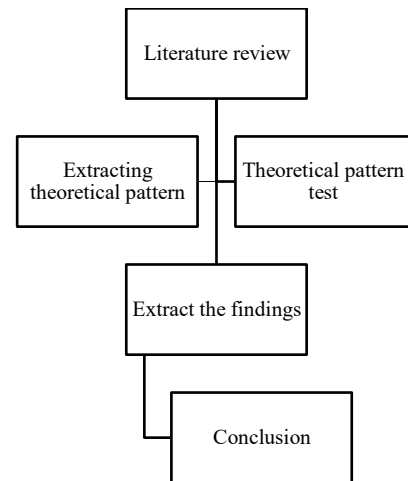 Literature review
Extracting
theoretical pattern
Theoretical pattern
test
Extract the findings
Conclusion